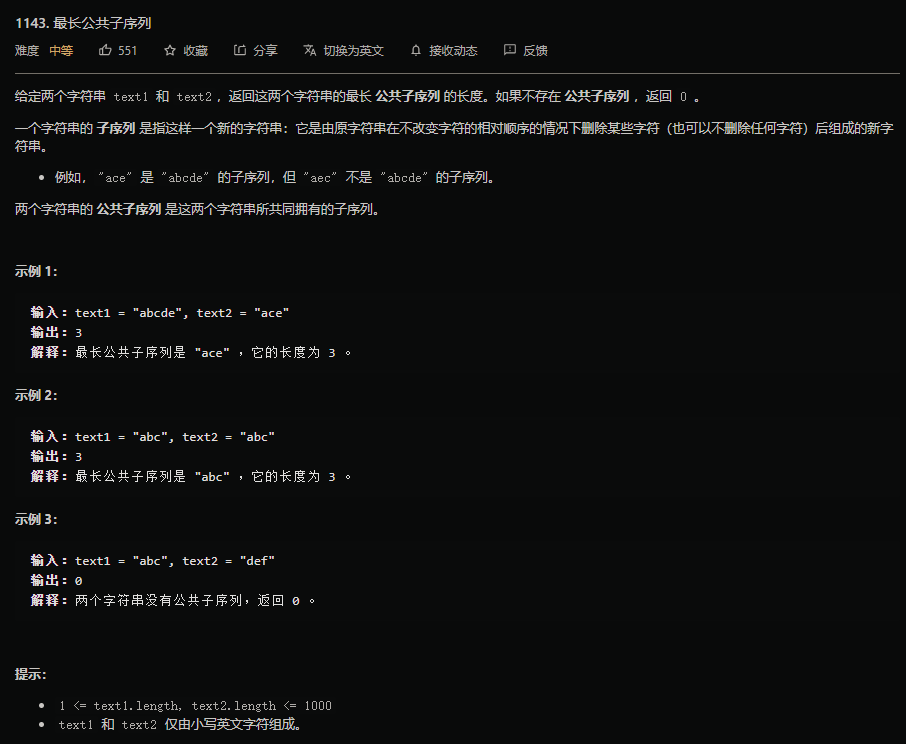 1143. 最长公共子序列
难度 中等 551 收藏 分享 切换为英文 接收动态 反馈
给定两个字符串 text1 和 text2 ，返回这两个字符串的最长 公共子序列 的长度。如果不存在 公共子序列 ，返回 0 。
一个字符串的 子序列 是指这样一个新的字符串：它是由原字符串在不改变字符的相对顺序的情况下删除某些字符（也可以不删除任何字符）后组成的新字
符串。
• 例如， "ace" 是 "abcde" 的子序列，但 "aec" 不是 "abcde" 的子序列。
两个字符串的 公共子序列 是这两个字符串所共同拥有的子序列。
示例 1：
输入：text1 = "abcde", text2 = "ace"
输出：3
解释：最长公共子序列是 "ace" ，它的长度为 3 。
示例 2：
输入：text1 = "abc", text2 = "abc"
输出：3
解释：最长公共子序列是 "abc" ，它的长度为 3 。
示例 3：
输入：text1 = "abc", text2 = "def"
输出：0
解释：两个字符串没有公共子序列，返回 0 。
提示：
• 1 <= text1.length, text2.length <= 1000
• text1 和 text2 仅由小写英文字符组成。